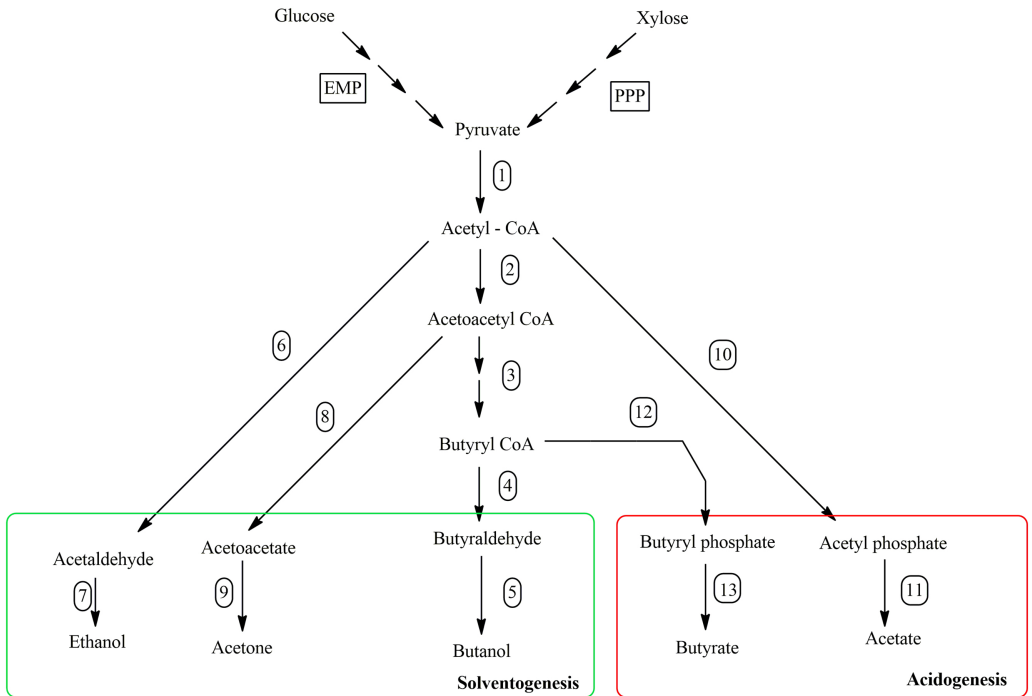 Glucose
Xylose
EMP
PPP
Pyruvate
1
Acetyl - CoA
2
Acetoacetyl CoA
6
10
3
8
12
Butyryl CoA
4
Acetaldehyde
Acetoacetate
Butyraldehyde
Butyryl phosphate
Acetyl phosphate
7
9
5
13
11
Ethanol
Acetone
Butanol
Butyrate
Acetate
Solventogenesis
Acidogenesis